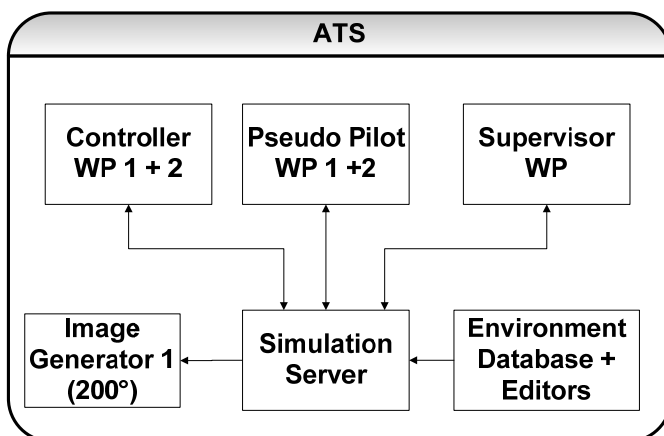 ATS
Controller
WP 1 + 2
Pseudo Pilot
WP 1 +2
Supervisor
WP
Image
Generator 1
(200°)
Simulation
Server
Environment
Database +
Editors